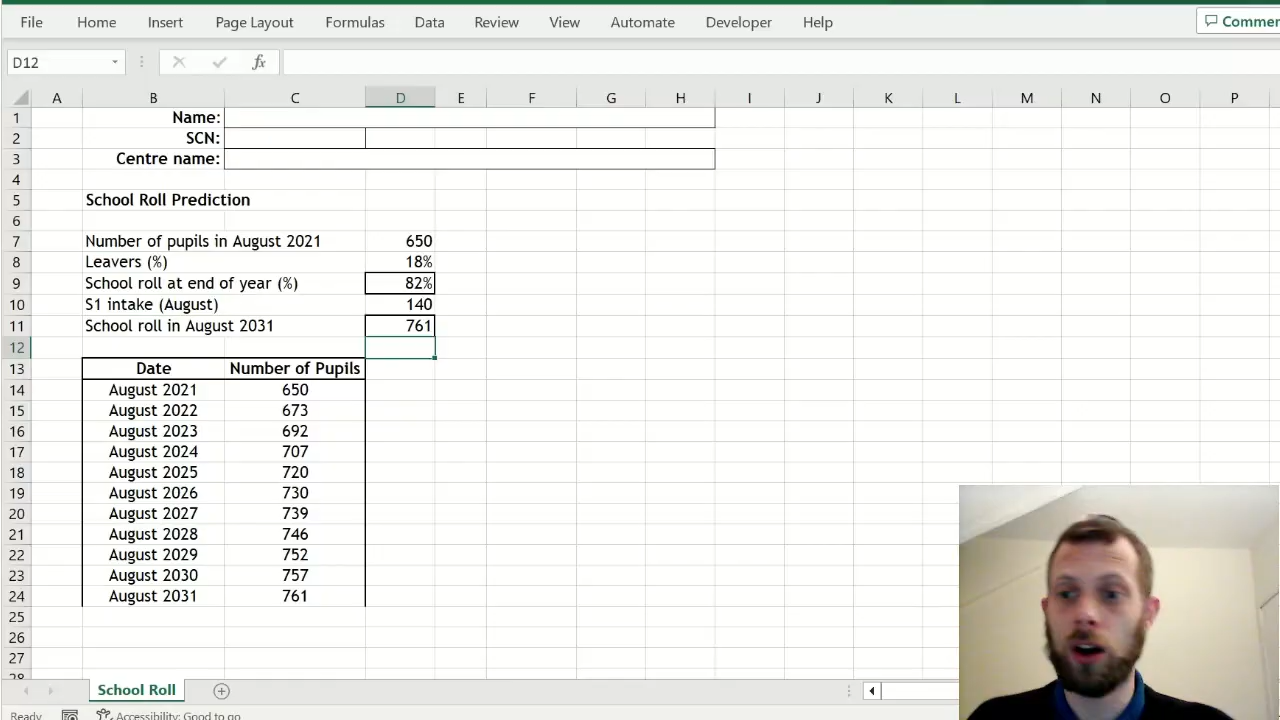 File Home Insert Page Layout Formulas Data Review View Automate Developer Help Commen
D12 fx
A B C D E F G H I J K L M N O P
1 Name:
2 SCN:
3 Centre name:
4
5 School Roll Prediction
6
7 Number of pupils in August 2021 650
8 Leavers (%) 18%
9 School roll at end of year (%) 82%
10 S1 intake (August) 140
11 School roll in August 2031 761
12
13 Date Number of Pupils
14 August 2021 650
15 August 2022 673
16 August 2023 692
17 August 2024 707
18 August 2025 720
19 August 2026 730
20 August 2027 739
21 August 2028 746
22 August 2029 752
23 August 2030 757
24 August 2031 761
25
26
27
28
School Roll
Ready Accessibility: Good to go